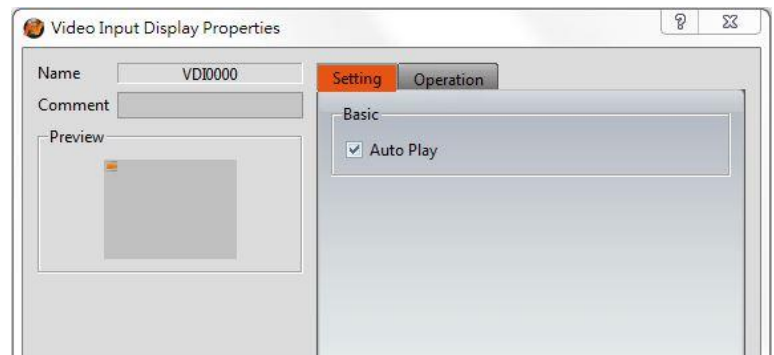 Video Input Display Properties
Name VDI0000
Comment
Preview
Setting Operation
Basic
Auto Play